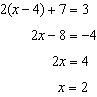 2(x − 4) + 7 = 3
2x − 8 = −4
2x = 4
x = 2